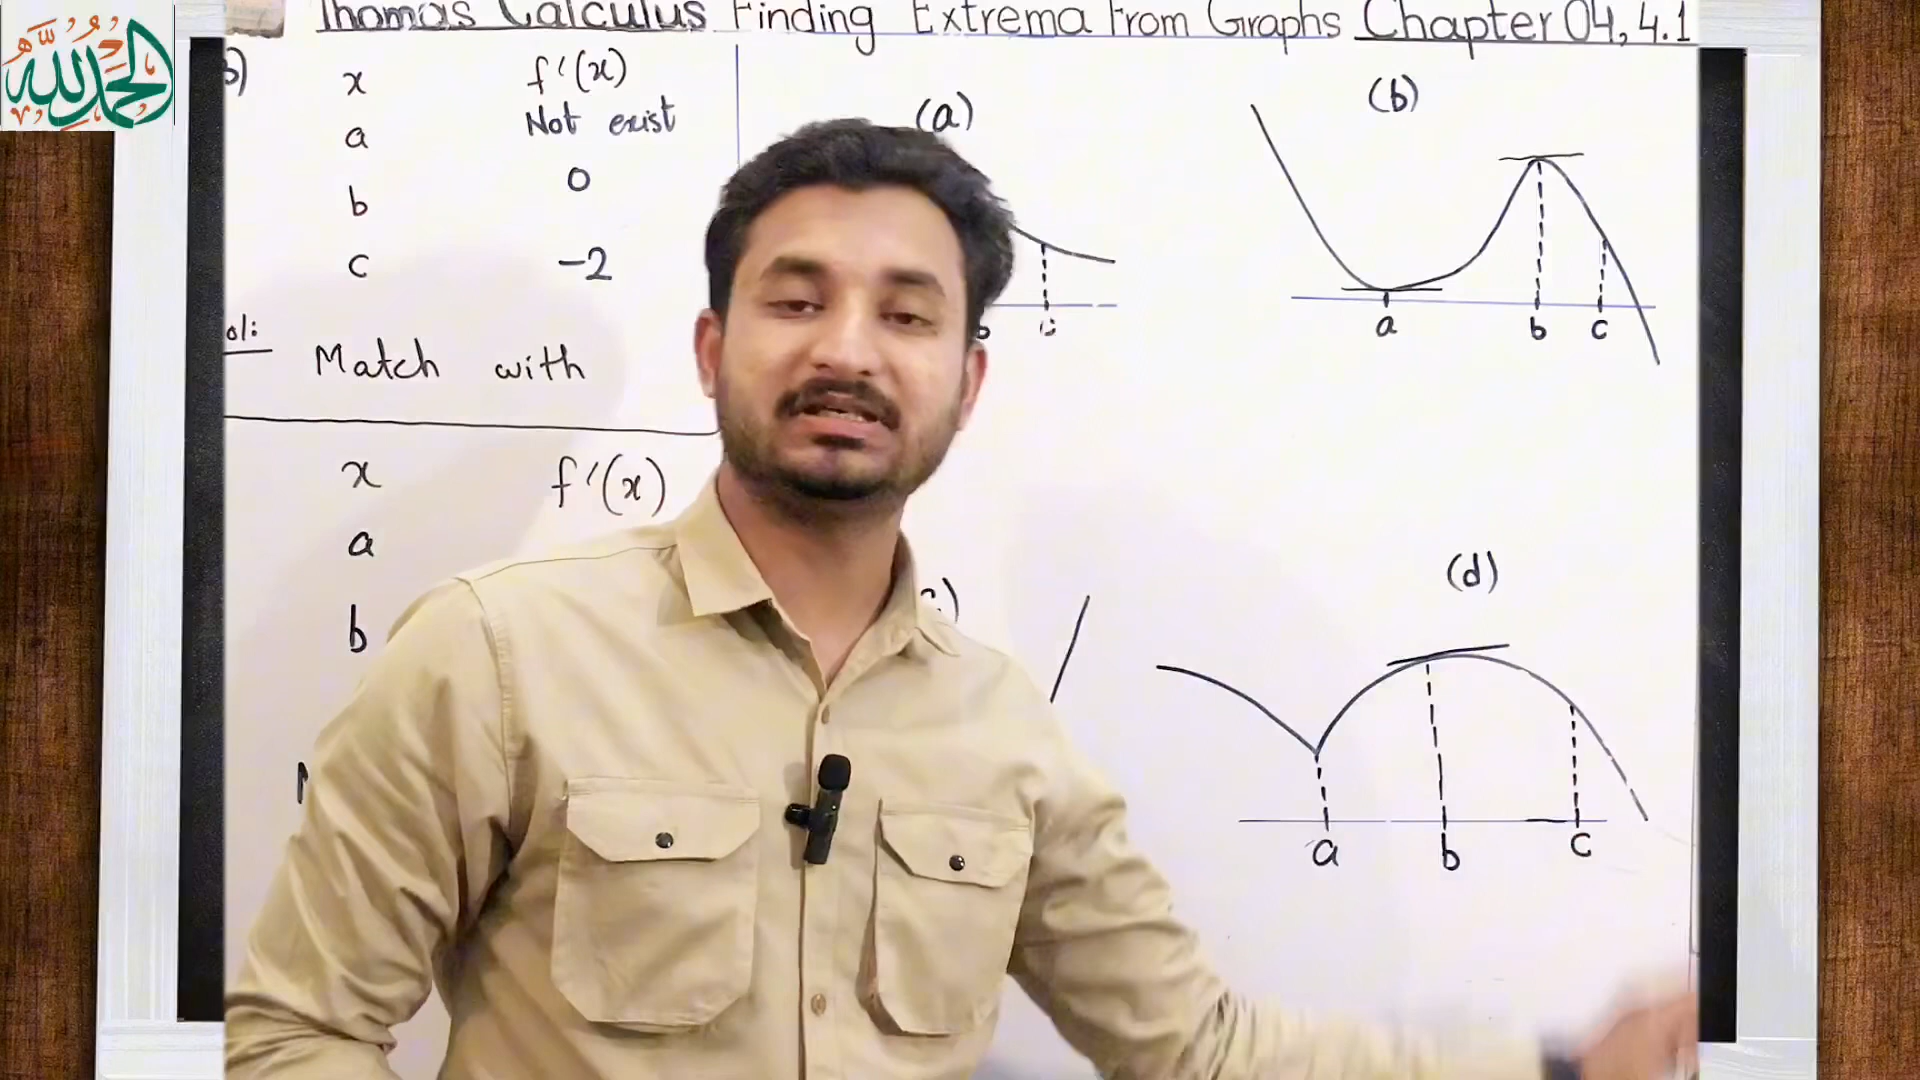 الحمد لله
Thomas Calculus Finding Extrema From Graphs Chapter 04, 4.1
x f'(x)
a Not exist
b 0
c -2
Match with
x f'(x)
a
b
(a)
b c
(b)
a b c
(d)
a b c